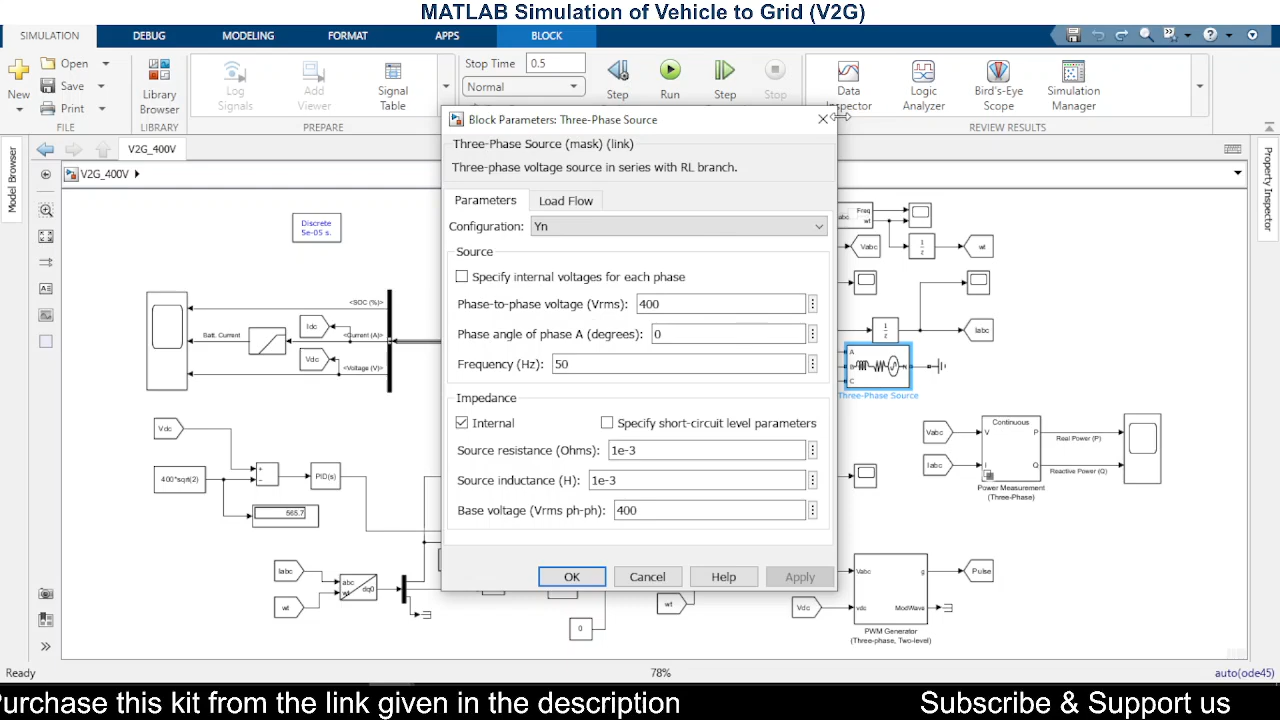 MATLAB Simulation of Vehicle to Grid (V2G)
SIMULATION DEBUG MODELING FORMAT APPS BLOCK
New
Open
Save
Print
FILE
Library Browser
LIBRARY
Log Signals
Add Viewer
Signal Table
PREPARE
Stop Time 0.5
Normal
Step
Run
Step
Stop
Data Inspector
Logic Analyzer
Bird's-Eye Scope
Simulation Manager
REVIEW RESULTS
Model Browser
V2G_400V
V2G_400V
Property Inspector
Block Parameters: Three-Phase Source
Three-Phase Source (mask) (link)
Three-phase voltage source in series with RL branch.
Parameters Load Flow
Configuration: Yn
Source
Specify internal voltages for each phase
Phase-to-phase voltage (Vrms): 400
Phase angle of phase A (degrees): 0
Frequency (Hz): 50
Impedance
Internal Specify short-circuit level parameters
Source resistance (Ohms): 1e-3
Source inductance (H): 1e-3
Base voltage (Vrms ph-ph): 400
OK Cancel Help Apply
Discrete
5e-05 s.
<SOC (%)>
Batt. Current
Idc
<Current (A)>
Vdc
<Voltage (V)>
Vdc
400*sqrt(2)
+
−
PID(s)
565.7
Iabc
wt
abc
wt
dq0
0
wt
abc
Freq
wt
Vabc
1
z
wt
1
z
Iabc
A
B
C
N
Three-Phase Source
Vabc
Iabc
Continuous
V
P
I
Q
Real Power (P)
Reactive Power (Q)
Power Measurement
(Three-Phase)
Vdc
Vabc
g
vdc
ModWave
Pulse
PWM Generator
(Three-phase, Two-level)
Ready 78% auto(ode45)
Purchase this kit from the link given in the description
Subscribe & Support us